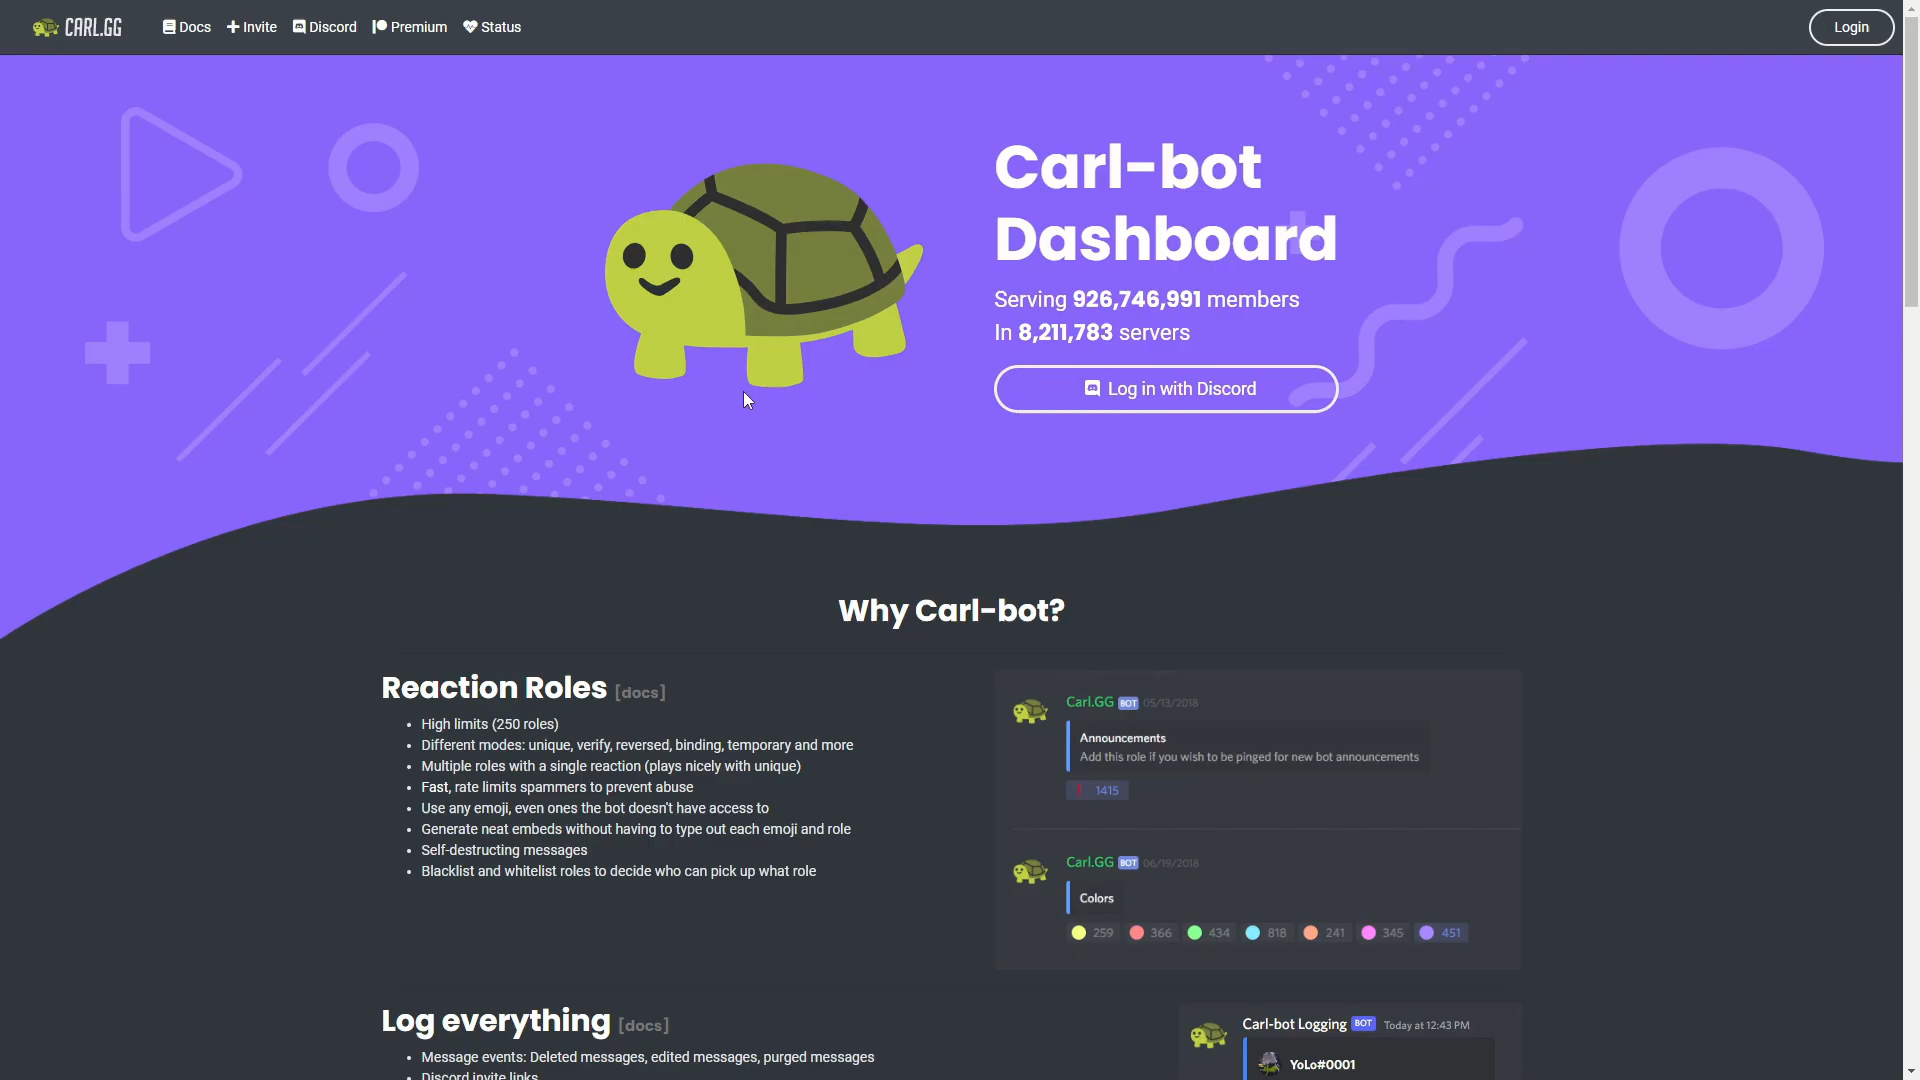 CARL.GG
Docs
Invite
Discord
Premium
Status
Login
Carl-bot
Dashboard
Serving 926,746,991 members
In 8,211,783 servers
Log in with Discord
Why Carl-bot?
Reaction Roles [docs]
High limits (250 roles)
Different modes: unique, verify, reversed, binding, temporary and more
Multiple roles with a single reaction (plays nicely with unique)
Fast, rate limits spammers to prevent abuse
Use any emoji, even ones the bot doesn't have access to
Generate neat embeds without having to type out each emoji and role
Self-destructing messages
Blacklist and whitelist roles to decide who can pick up what role
Carl.GG BOT 05/13/2018
Announcements
Add this role if you wish to be pinged for new bot announcements
1415
Carl.GG BOT 06/19/2018
Colors
259 366 434 818 241 345 451
Log everything [docs]
Message events: Deleted messages, edited messages, purged messages
Discord invite links
Carl-bot Logging BOT Today at 12:43 PM
YoLo#0001